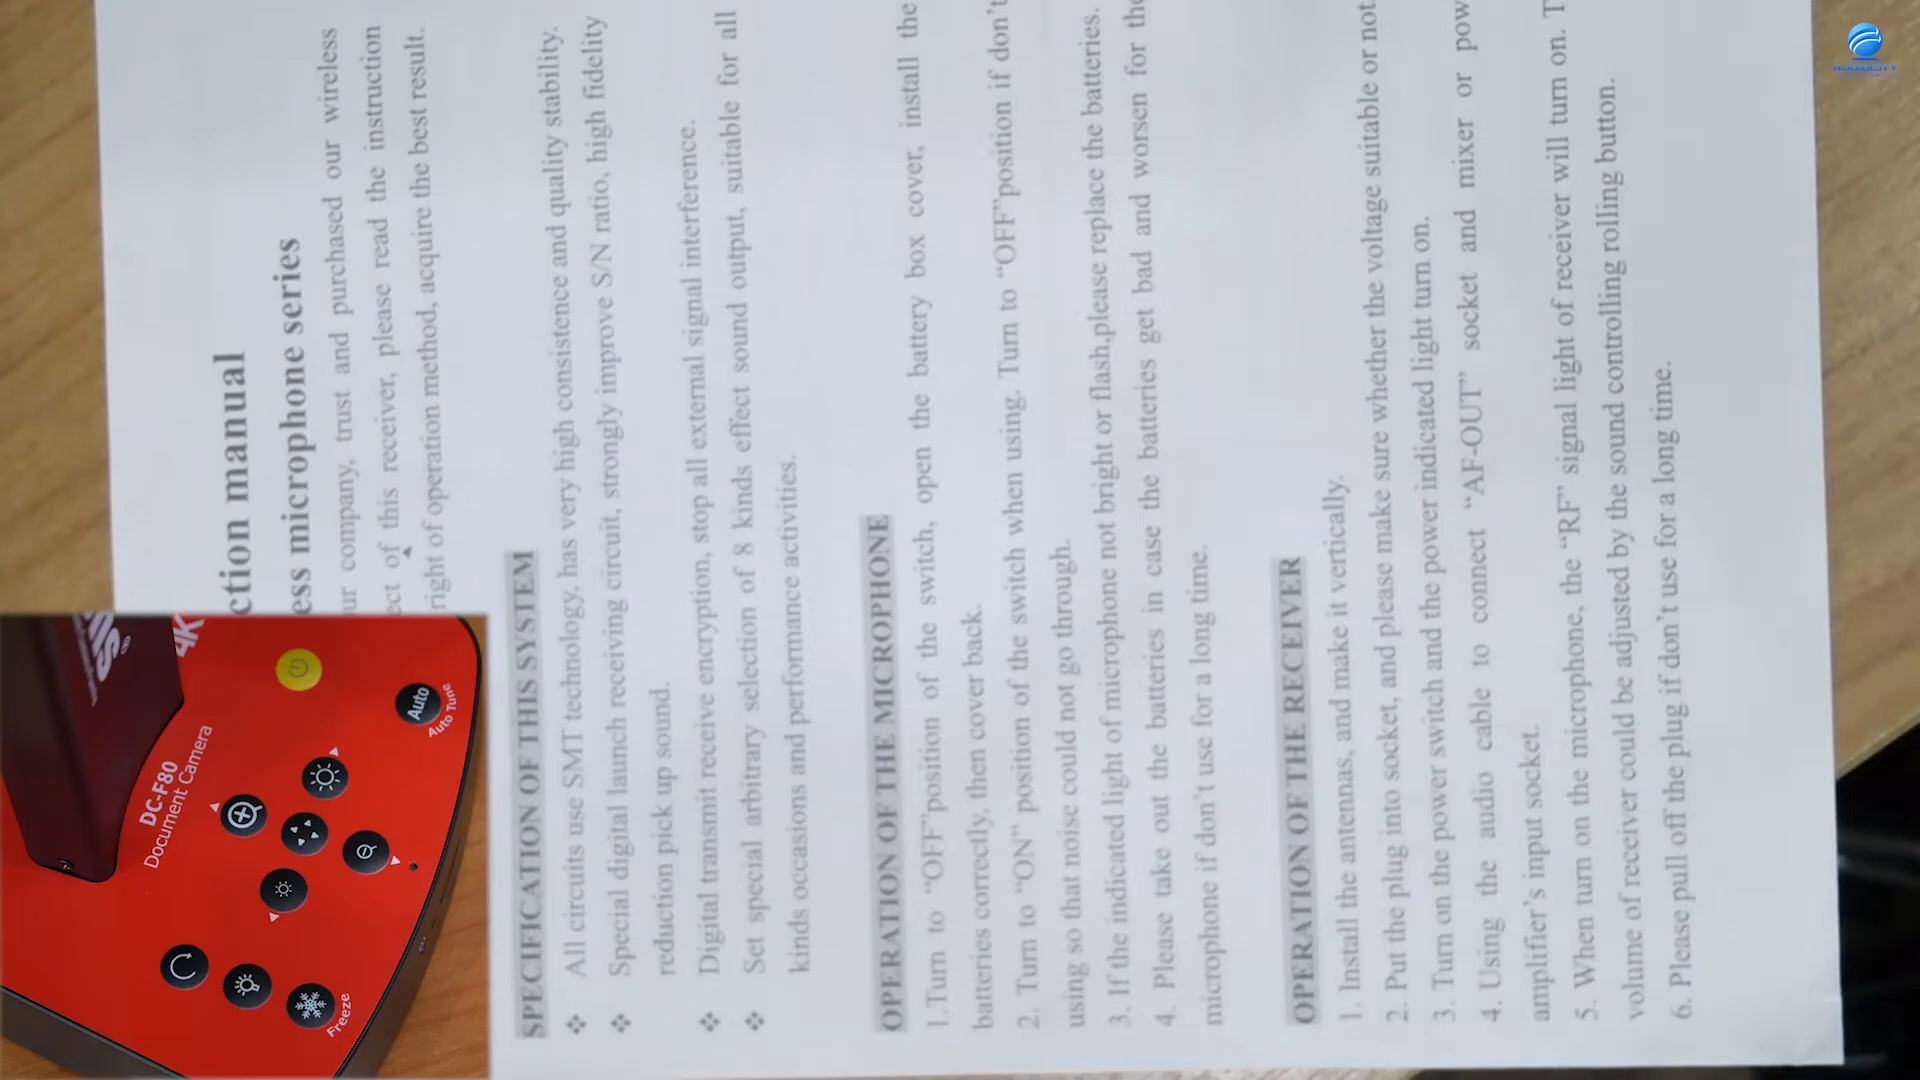 ction manual
ess microphone series
ur company, trust and purchased our wireless
ect of this receiver, please read the instruction
right of operation method, acquire the best result.
SPECIFICATION OF THIS SYSTEM
❖ All circuits use SMT technology, has very high consistence and quality stability.
❖ Special digital launch receiving circuit, strongly improve S/N ratio, high fidelity
reduction pick up sound.
❖ Digital transmit receive encryption, stop all external signal interference.
❖ Set special arbitrary selection of 8 kinds effect sound output, suitable for all
kinds occasions and performance activities.
OPERATION OF THE MICROPHONE
1.Turn to “OFF”position of the switch, open the battery box cover, install the
batteries correctly, then cover back.
2. Turn to “ON” position of the switch when using. Turn to “OFF”position if don't
using so that noise could not go through.
3. If the indicated light of microphone not bright or flash,please replace the batteries.
4. Please take out the batteries in case the batteries get bad and worsen for the
microphone if don't use for a long time.
OPERATION OF THE RECEIVER
1. Install the antennas, and make it vertically.
2. Put the plug into socket, and please make sure whether the voltage suitable or not
3. Turn on the power switch and the power indicated light turn on.
4. Using the audio cable to connect “AF-OUT” socket and mixer or pow
amplifier's input socket.
5. When turn on the microphone, the “RF” signal light of receiver will turn on. T
volume of receiver could be adjusted by the sound controlling rolling button.
6. Please pull off the plug if don't use for a long time.
4K
DC-F80
Document Camera
Auto
Auto Tune
Freeze